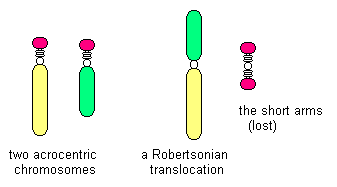 two acrocentric
chromosomes
a Robertsonian
translocation
the short arms
(lost)